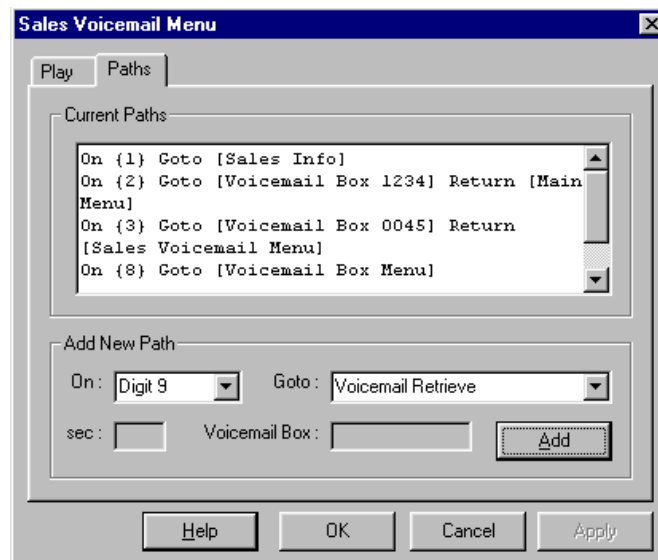 Sales Voicemail Menu
Play Paths
Current Paths
On {1} Goto [Sales Info]
On {2} Goto [Voicemail Box 1234] Return [Main
Menu]
On {3} Goto [Voicemail Box 0045] Return
[Sales Voicemail Menu]
On {8} Goto [Voicemail Box Menu]
Add New Path
On : Digit 9 Goto : Voicemail Retrieve
sec : Voicemail Box : Add
Help OK Cancel Apply